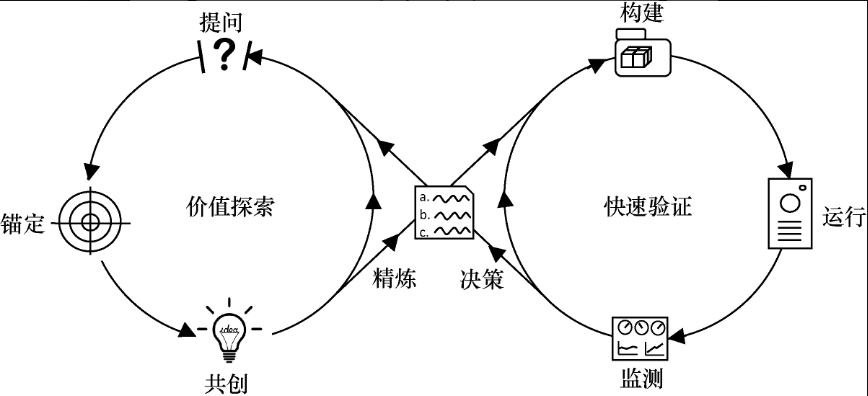 提问
构建
?
锚定
价值探索
a.
b.
c.
快速验证
运行
精炼
决策
idea
共创
监测